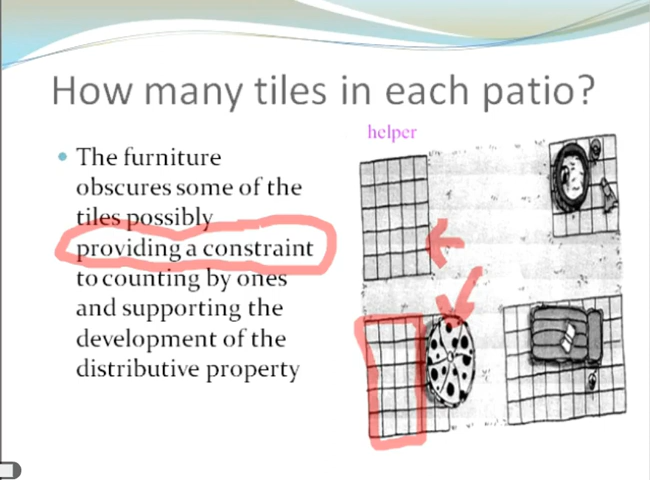 How many tiles in each patio?
helper
• The furniture
obscures some of the
tiles possibly
providing a constraint
to counting by ones
and supporting the
development of the
distributive property